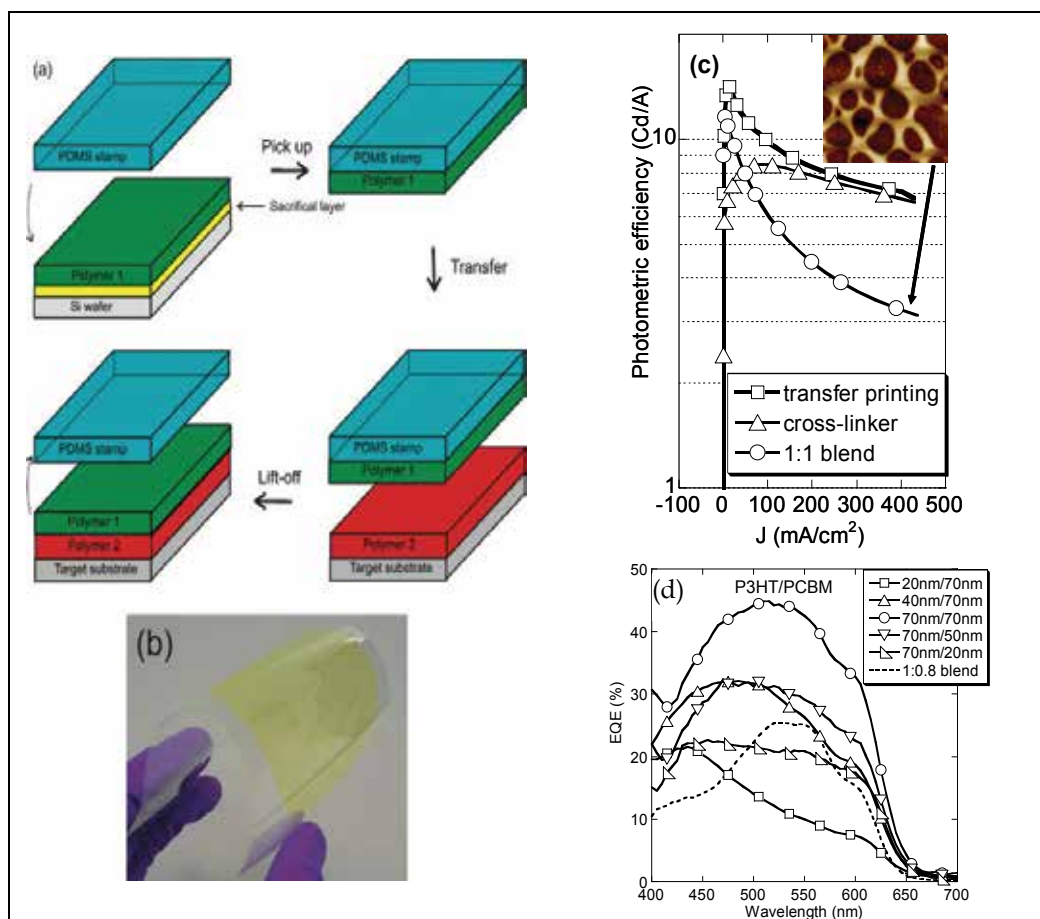 (a)
PDMS stamp
Pick up
PDMS stamp
Polymer 1
Sacrifical layer
Polymer 1
Si wafer
Transfer
PDMS stamp
Polymer 1
Polymer 2
Target substrate
Lift-off
PDMS stamp
Polymer 1
Polymer 2
Target substrate
(b)
(c)
Photometric efficiency (Cd/A)
10
1
transfer printing
cross-linker
1:1 blend
-100 0 100 200 300 400 500
J (mA/cm²)
(d)
P3HT/PCBM
20nm/70nm
40nm/70nm
70nm/70nm
70nm/50nm
70nm/20nm
1:0.8 blend
EQE (%)
50
40
30
20
10
0
400 450 500 550 600 650 700
Wavelength (nm)